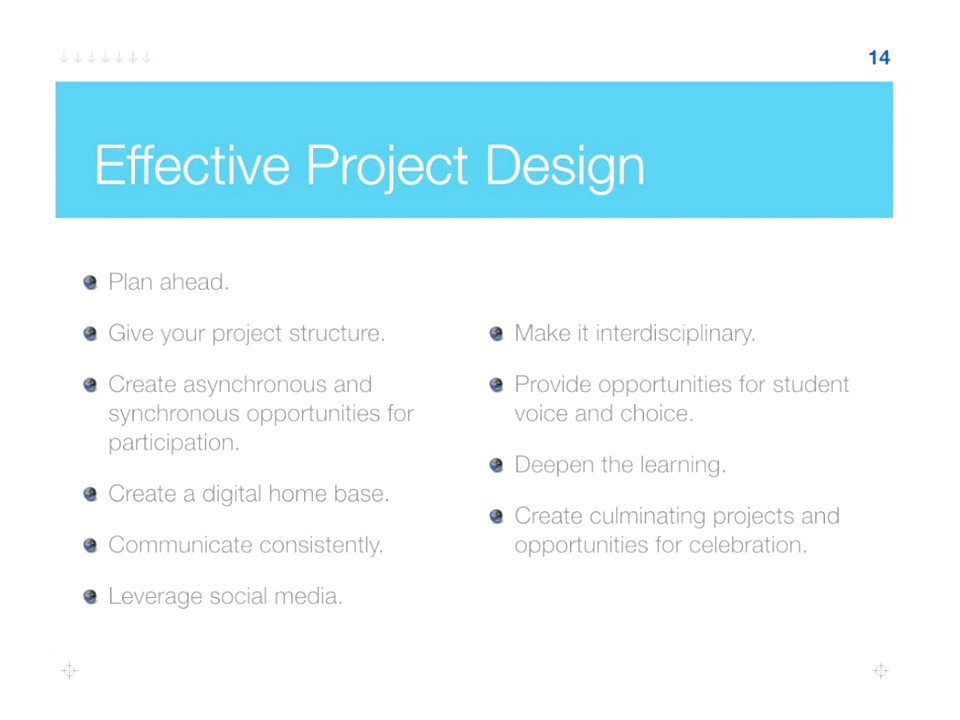 14
Effective Project Design
Plan ahead.
Give your project structure.
Create asynchronous and
synchronous opportunities for
participation.
Create a digital home base.
Communicate consistently.
Leverage social media.
Make it interdisciplinary.
Provide opportunities for student
voice and choice.
Deepen the learning.
Create culminating projects and
opportunities for celebration.